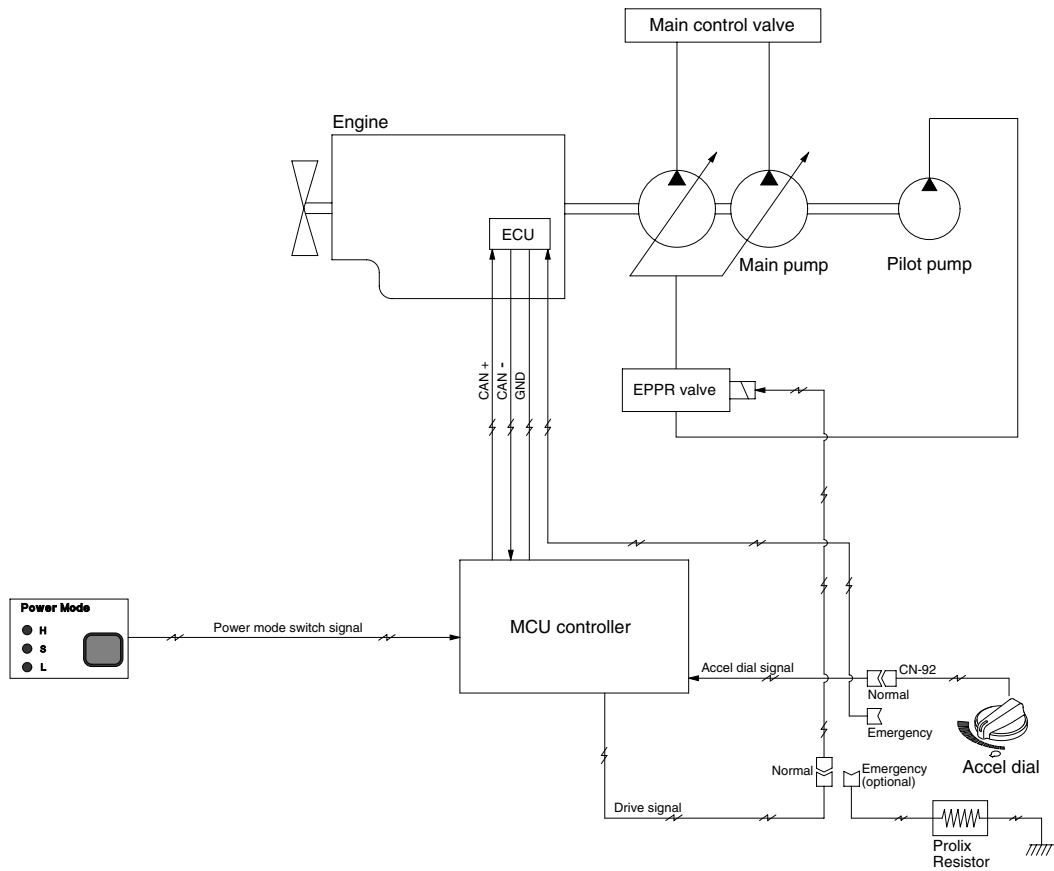 Main control valve
Engine
ECU
Main pump
Pilot pump
CAN +
CAN -
GND
EPPR valve
Power Mode
H
S
L
Power mode switch signal
MCU controller
Accel dial signal
CN-92
Normal
Emergency
Accel dial
Normal
Emergency
(optional)
Drive signal
Prolix
Resistor